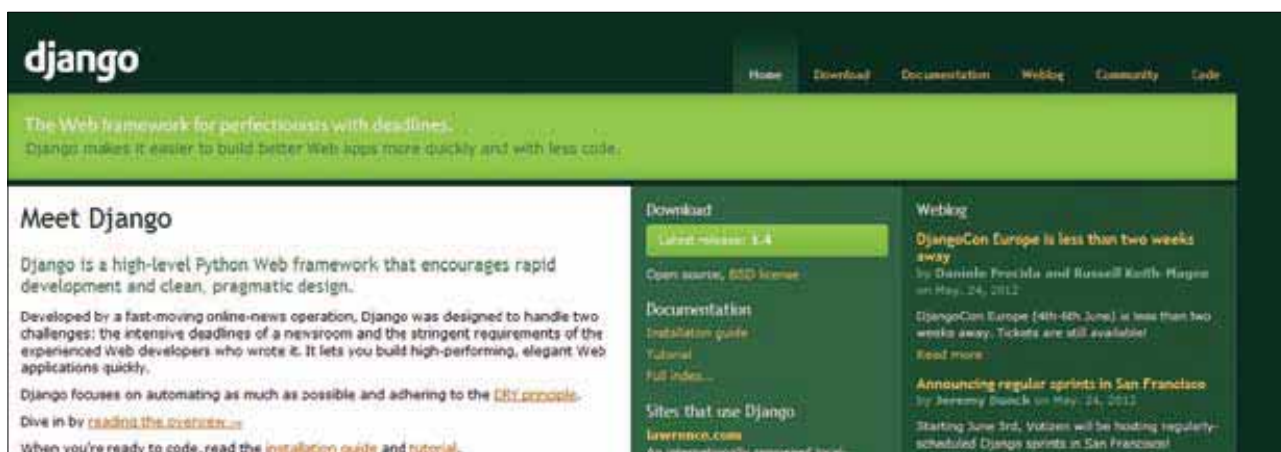 django
Home Download Documentation Weblog Community Code
The Web framework for perfectionists with deadlines.
Django makes it easier to build better Web apps more quickly and with less code.
Meet Django
Django is a high-level Python Web framework that encourages rapid
development and clean, pragmatic design.
Developed by a fast-moving online-news operation, Django was designed to handle two
challenges: the intensive deadlines of a newsroom and the stringent requirements of the
experienced Web developers who wrote it. It lets you build high-performing, elegant Web
applications quickly.
Django focuses on automating as much as possible and adhering to the DRY principle.
Dive in by reading the overview →
When you're ready to code, read the installation guide and tutorial.
Download
Latest release: 1.4
Open source, BSD license
Documentation
Installation guide
Tutorial
Full index...
Sites that use Django
lawrence.com
Weblog
DjangoCon Europe is less than two weeks
away
by Daniele Procida and Russell Keith-Magee
on May. 24, 2012
DjangoCon Europe (4th-6th June) is less than two
weeks away. Tickets are still available!
Read more
Announcing regular sprints in San Francisco
by Jeremy Dunck on May. 24, 2012
Starting June 3rd, Votizen will be hosting regularly-
scheduled Django sprints in San Francisco!